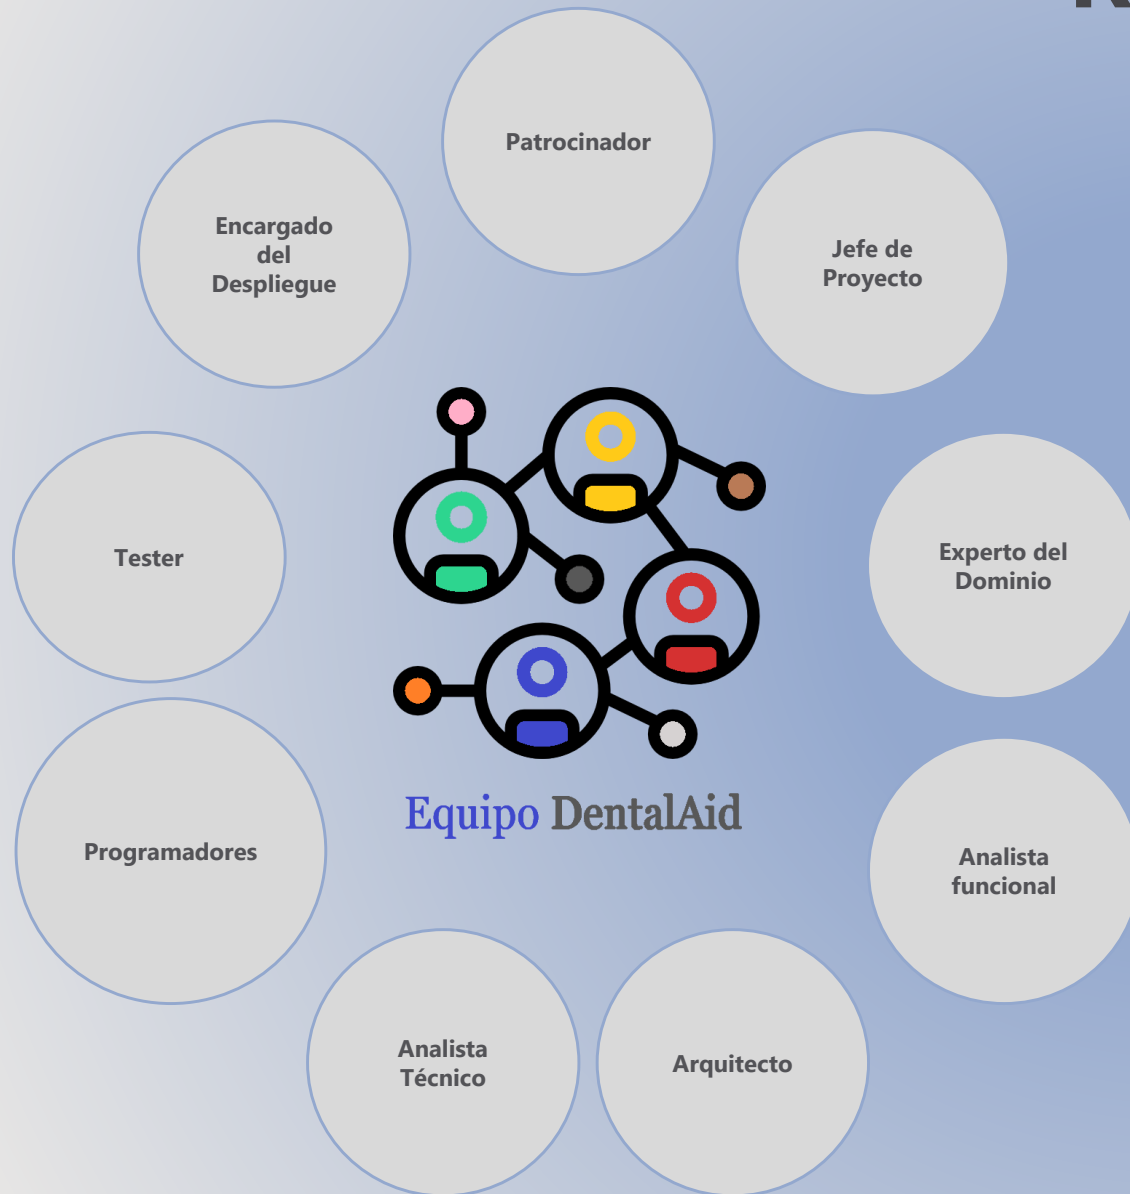 Patrocinador
Encargado
del
Despliegue
Jefe de
Proyecto
Tester
Experto del
Dominio
Equipo DentalAid
Programadores
Analista
funcional
Analista
Técnico
Arquitecto